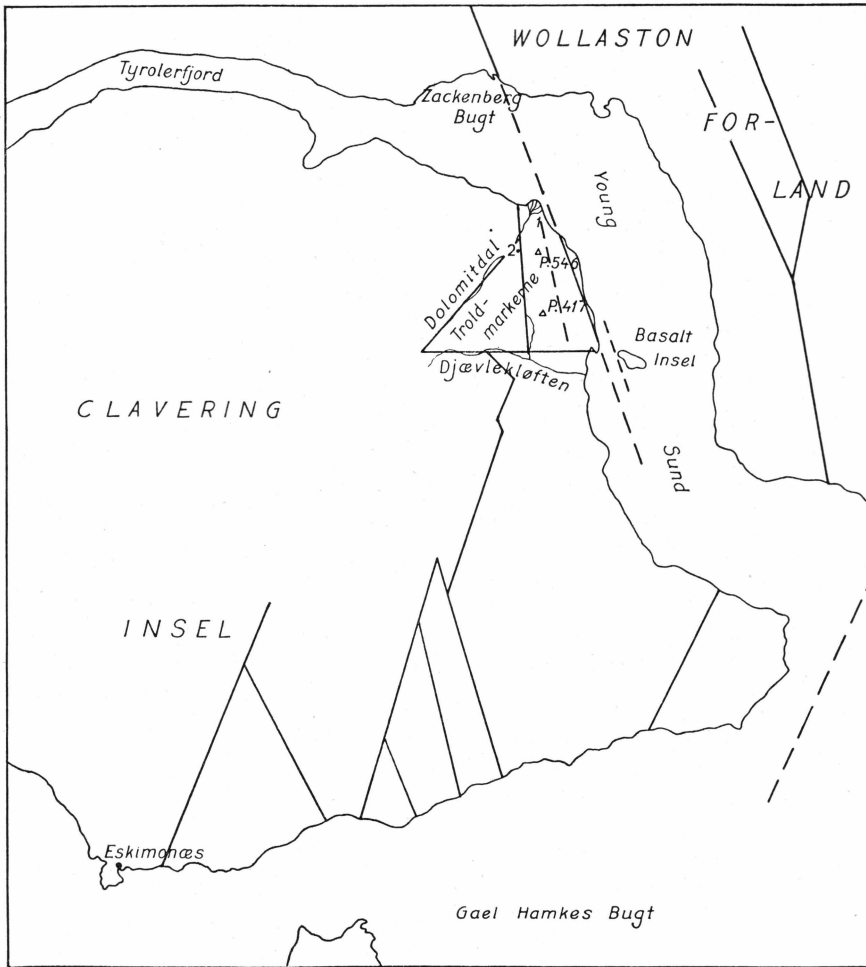 WOLLASTON
Tyrolerfjord
Zackenberg
Bugt
FOR-
LAND
Young
1
2
P.546
Dolomitdal
Trold-
markerne
P.417
Basalt
Insel
Djævlekløften
CLAVERING
Sund
INSEL
Eskimonæs
Gael Hamkes Bugt